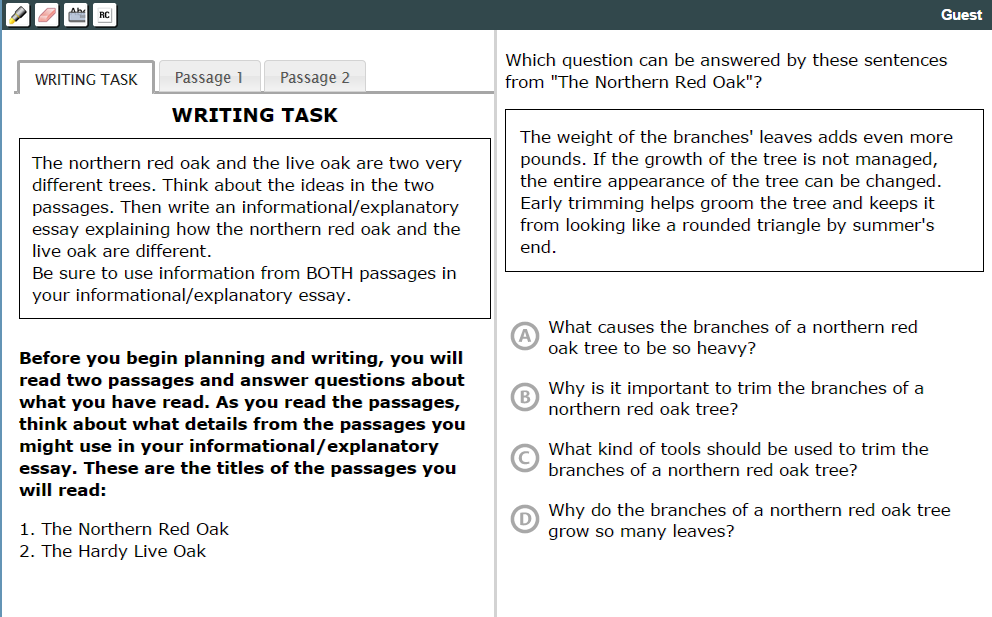 Abc
RC
Guest
WRITING TASK
Passage 1
Passage 2
WRITING TASK
The northern red oak and the live oak are two very
different trees. Think about the ideas in the two
passages. Then write an informational/explanatory
essay explaining how the northern red oak and the
live oak are different.
Be sure to use information from BOTH passages in
your informational/explanatory essay.
Before you begin planning and writing, you will
read two passages and answer questions about
what you have read. As you read the passages,
think about what details from the passages you
might use in your informational/explanatory
essay. These are the titles of the passages you
will read:
1. The Northern Red Oak
2. The Hardy Live Oak
Which question can be answered by these sentences
from "The Northern Red Oak"?
The weight of the branches' leaves adds even more
pounds. If the growth of the tree is not managed,
the entire appearance of the tree can be changed.
Early trimming helps groom the tree and keeps it
from looking like a rounded triangle by summer's
end.
A What causes the branches of a northern red
oak tree to be so heavy?
B Why is it important to trim the branches of a
northern red oak tree?
C What kind of tools should be used to trim the
branches of a northern red oak tree?
D Why do the branches of a northern red oak tree
grow so many leaves?